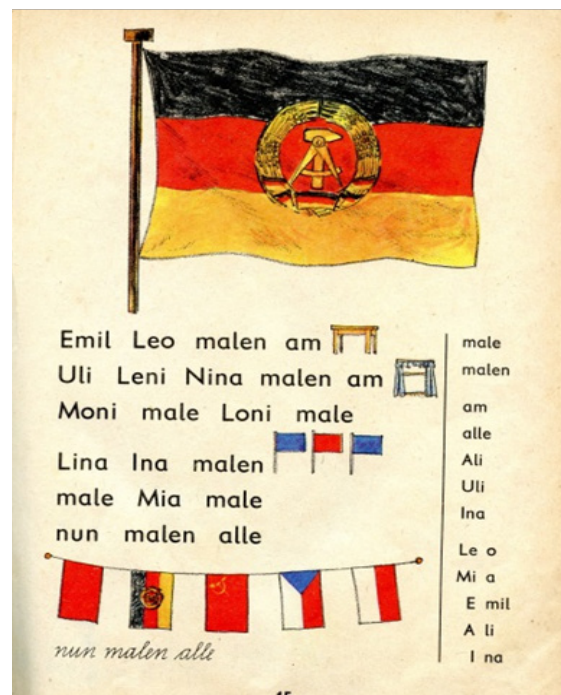 Emil Leo malen am
Uli Leni Nina malen am
Moni male Loni male
Lina Ina malen
male Mia male
nun malen alle
nun malen alle
male
malen
am
alle
Ali
Uli
Ina
Le o
Mi a
E mil
A li
I na